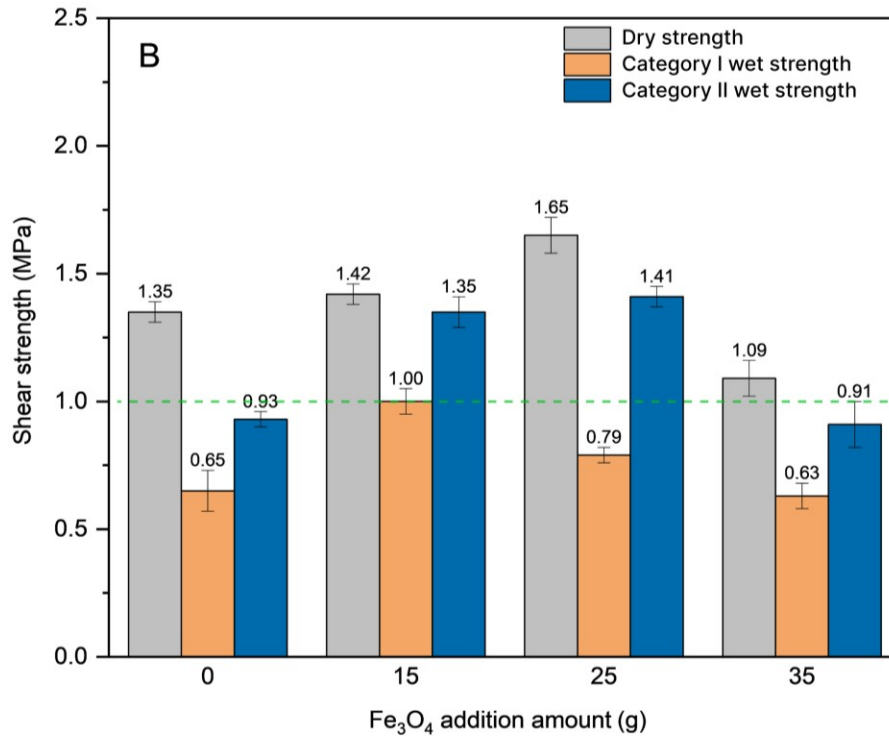 B
Dry strength
Category I wet strength
Category II wet strength
Shear strength (MPa)
2.5
2.0
1.5
1.0
0.5
0.0
1.35
0.65
0.93
1.42
1.00
1.35
1.65
0.79
1.41
1.09
0.63
0.91
0 15 25 35
Fe₃O₄ addition amount (g)